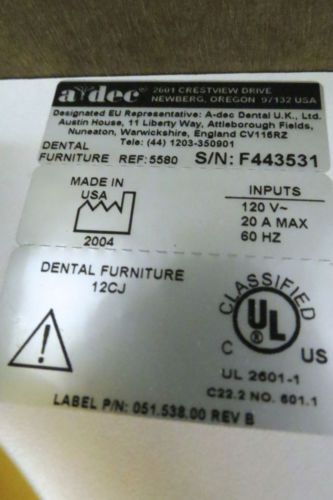 a·dec® 2601 CRESTVIEW DRIVE
NEWBERG, OREGON 97132 USA
Designated EU Representative: A-dec Dental U.K., Ltd.
Austin House, 11 Liberty Way, Attleborough Fields,
Nuneaton, Warwickshire, England CV116RZ
Tele: (44) 1203-350901
DENTAL
FURNITURE REF: 5580 S/N: F443531
MADE IN
USA
2004
INPUTS
120 V~
20 A MAX
60 HZ
DENTAL FURNITURE
12CJ
CLASSIFIED
UL
C US
UL 2601-1
C22.2 NO. 601.1
LABEL P/N: 051.538.00 REV B